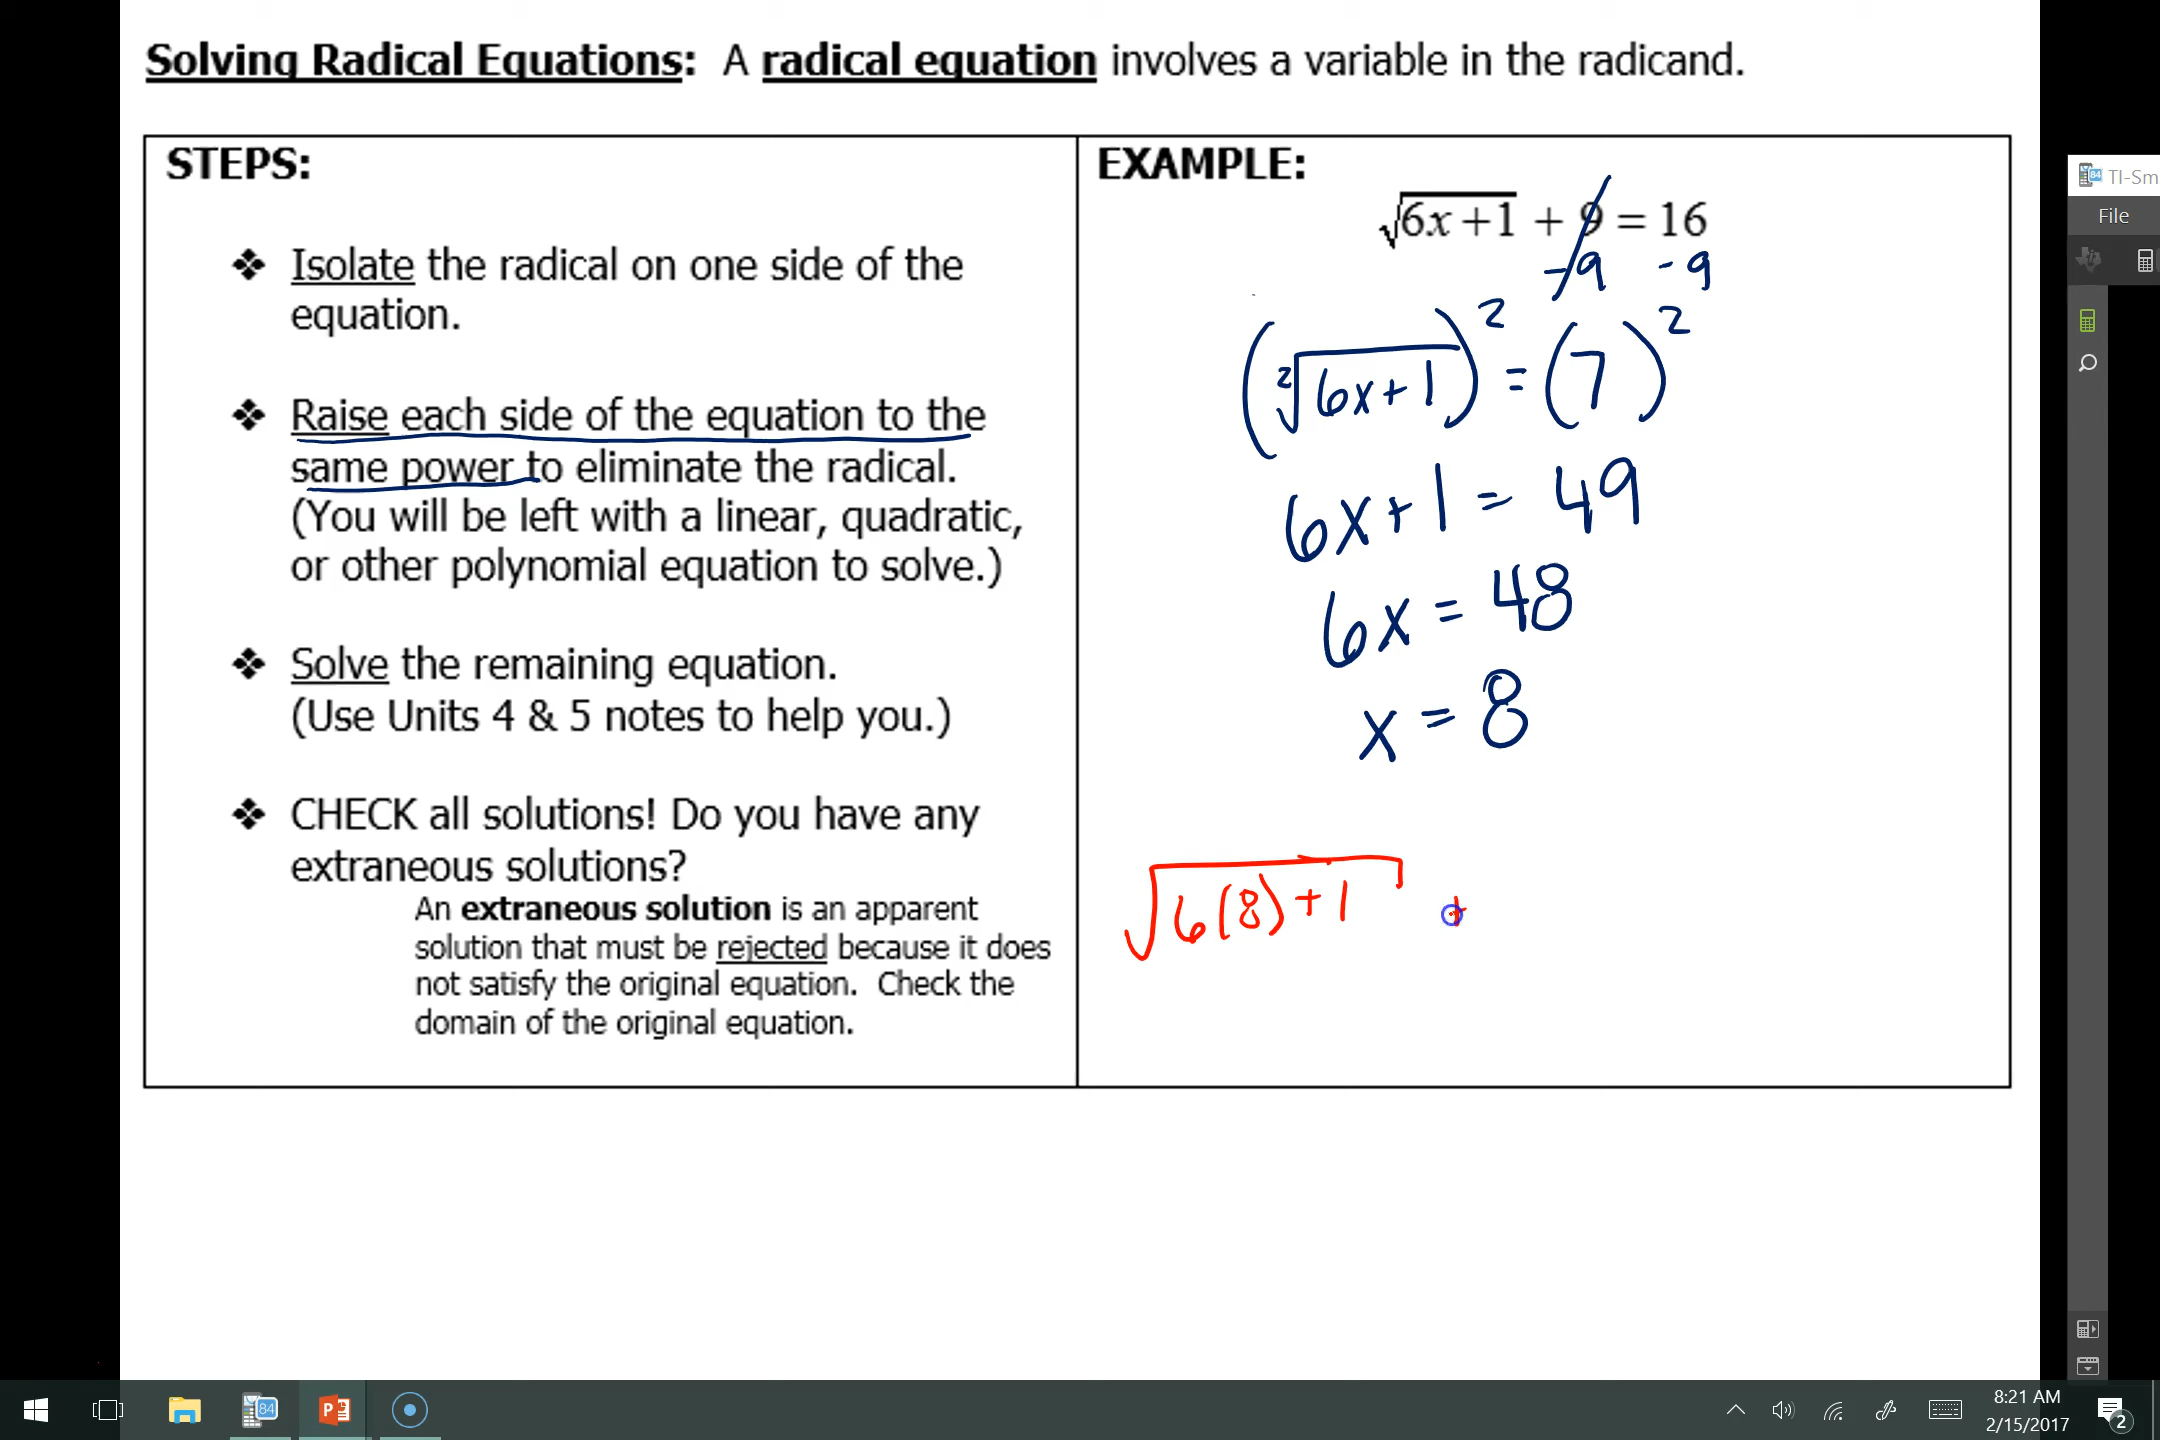 Solving Radical Equations: A radical equation involves a variable in the radicand.
STEPS:
❖ Isolate the radical on one side of the
equation.
❖ Raise each side of the equation to the
same power to eliminate the radical.
(You will be left with a linear, quadratic,
or other polynomial equation to solve.)
❖ Solve the remaining equation.
(Use Units 4 & 5 notes to help you.)
❖ CHECK all solutions! Do you have any
extraneous solutions?
An extraneous solution is an apparent
solution that must be rejected because it does
not satisfy the original equation. Check the
domain of the original equation.
EXAMPLE:
√(6x+1) + 9 = 16
-9 -9
(²√(6x+1))² = (7)²
6x+1 = 49
6x = 48
x = 8
√(6(8)+1) +
TI-Sm
File
84
8:21 AM
2/15/2017
2